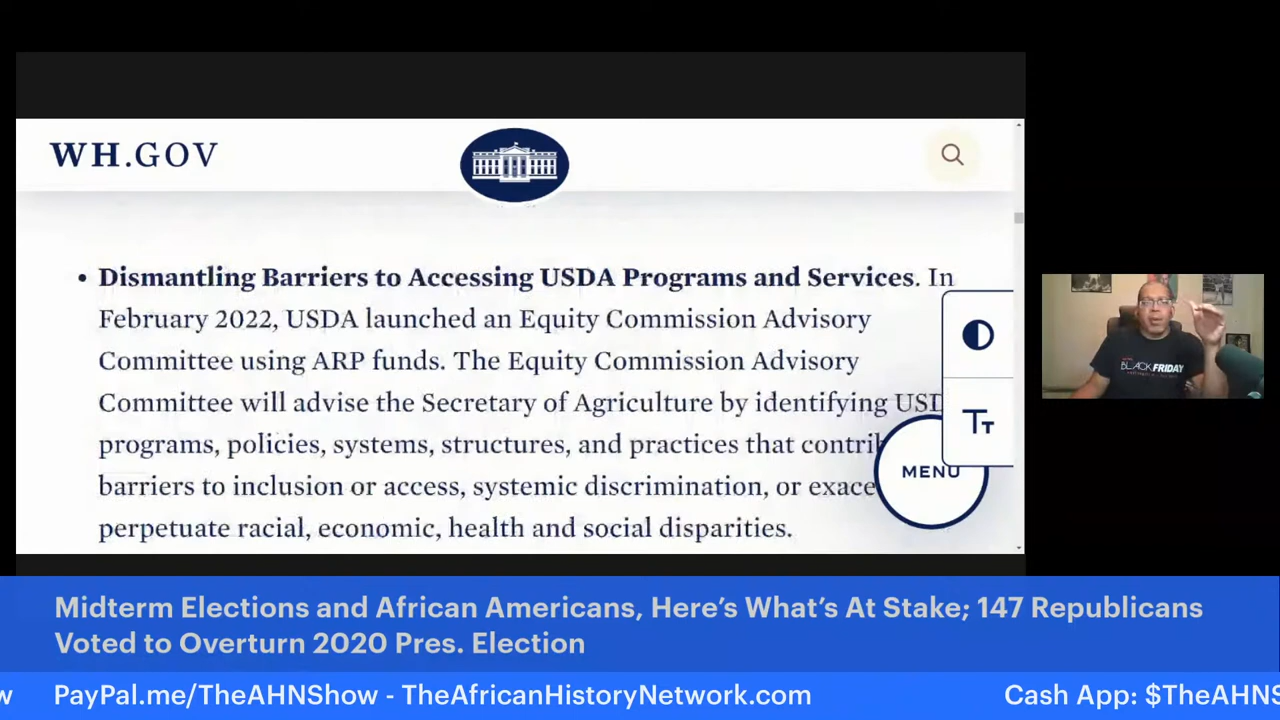 WH.GOV
• Dismantling Barriers to Accessing USDA Programs and Services. In
February 2022, USDA launched an Equity Commission Advisory
Committee using ARP funds. The Equity Commission Advisory
Committee will advise the Secretary of Agriculture by identifying
programs, policies, systems, structures, and practices that
barriers to inclusion or access, systemic discrimination, or
perpetuate racial, economic, health and social disparities.
TT
MENU
BLACK FRIDAY
Midterm Elections and African Americans, Here's What's At Stake; 147 Republicans
Voted to Overturn 2020 Pres. Election
PayPal.me/TheAHNShow - TheAfricanHistoryNetwork.com
Cash App: $TheAHNS